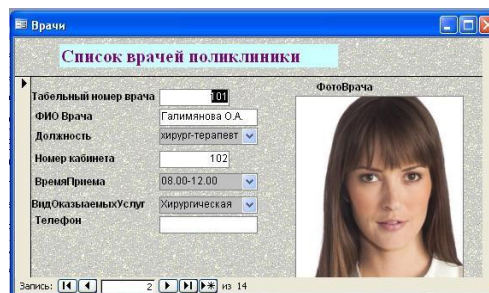 Врачи
Список врачей поликлиники
Табельный номер врача 101
ФИО Врача Галимянова О.А.
Должность хирург-терапевт
Номер кабинета 102
ВремяПриема 08.00-12.00
ВидОказыаемыхУслуг Хирургическая
Телефон
ФотоВрача
Запись: 2 из 14